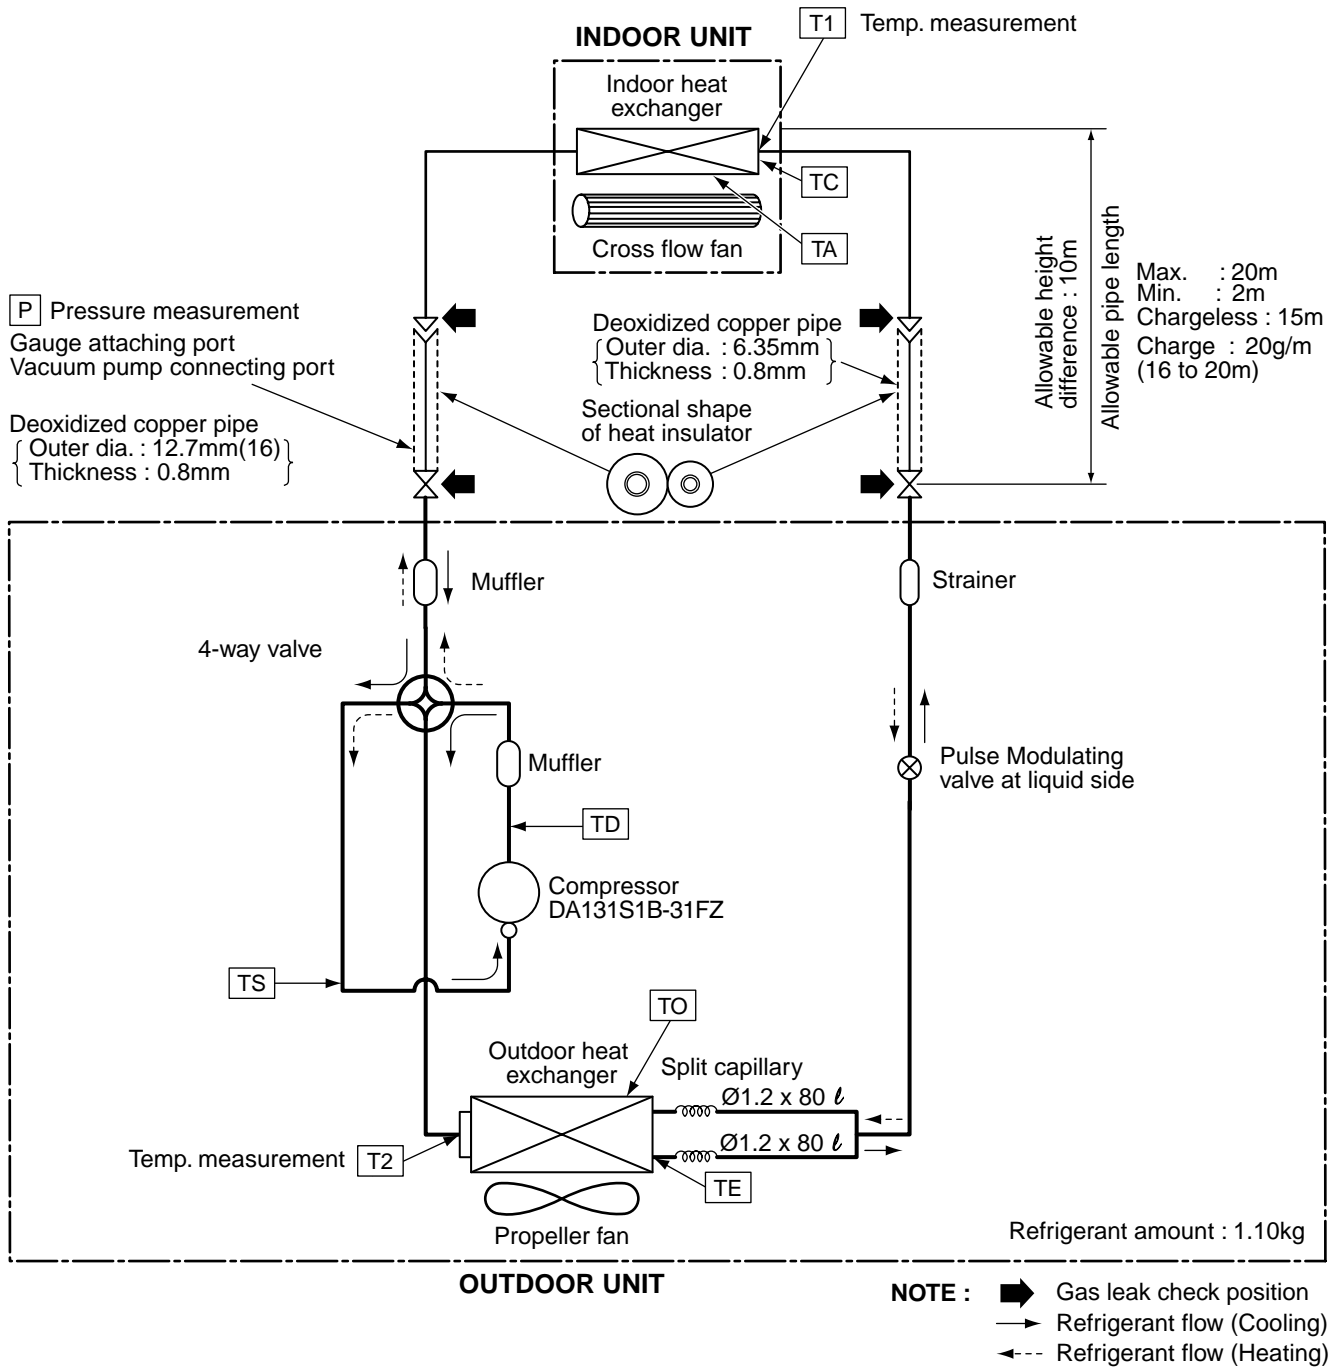 T1 Temp. measurement
INDOOR UNIT
Indoor heat
exchanger
TC
TA
Cross flow fan
Allowable height
difference : 10m
Allowable pipe length
Max. : 20m
Min. : 2m
Chargeless : 15m
Charge : 20g/m
(16 to 20m)
P Pressure measurement
Gauge attaching port
Vacuum pump connecting port
Deoxidized copper pipe
Outer dia. : 12.7mm(16)
Thickness : 0.8mm
Deoxidized copper pipe
Outer dia. : 6.35mm
Thickness : 0.8mm
Sectional shape
of heat insulator
Muffler
Strainer
4-way valve
Muffler
Pulse Modulating
valve at liquid side
TD
Compressor
DA131S1B-31FZ
TS
TO
Outdoor heat
exchanger
Split capillary
Ø1.2 x 80 ℓ
Ø1.2 x 80 ℓ
Temp. measurement T2
TE
Propeller fan
Refrigerant amount : 1.10kg
OUTDOOR UNIT
NOTE : Gas leak check position
Refrigerant flow (Cooling)
Refrigerant flow (Heating)